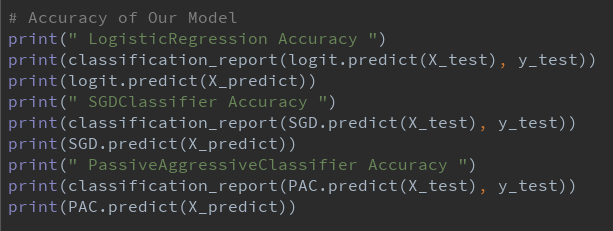 # Accuracy of Our Model
print(" LogisticRegression Accuracy ")
print(classification_report(logit.predict(X_test), y_test))
print(logit.predict(X_predict))
print(" SGDClassifier Accuracy ")
print(classification_report(SGD.predict(X_test), y_test))
print(SGD.predict(X_predict))
print(" PassiveAggressiveClassifier Accuracy ")
print(classification_report(PAC.predict(X_test), y_test))
print(PAC.predict(X_predict))